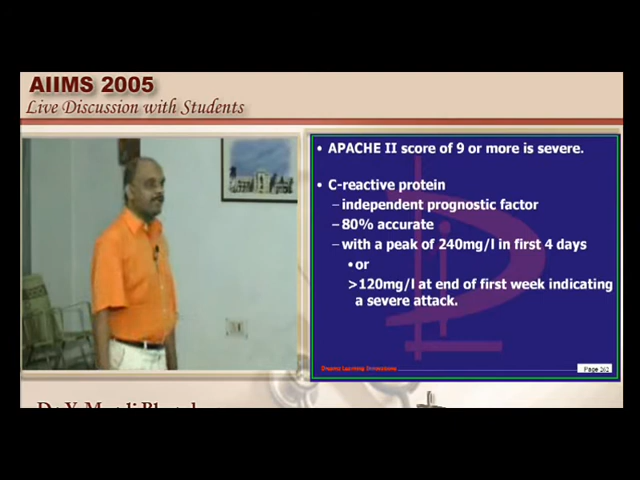 AIIMS 2005
Live Discussion with Students
• APACHE II score of 9 or more is severe.
• C-reactive protein
– independent prognostic factor
– 80% accurate
– with a peak of 240mg/l in first 4 days
• or
>120mg/l at end of first week indicating
a severe attack.
Page 262